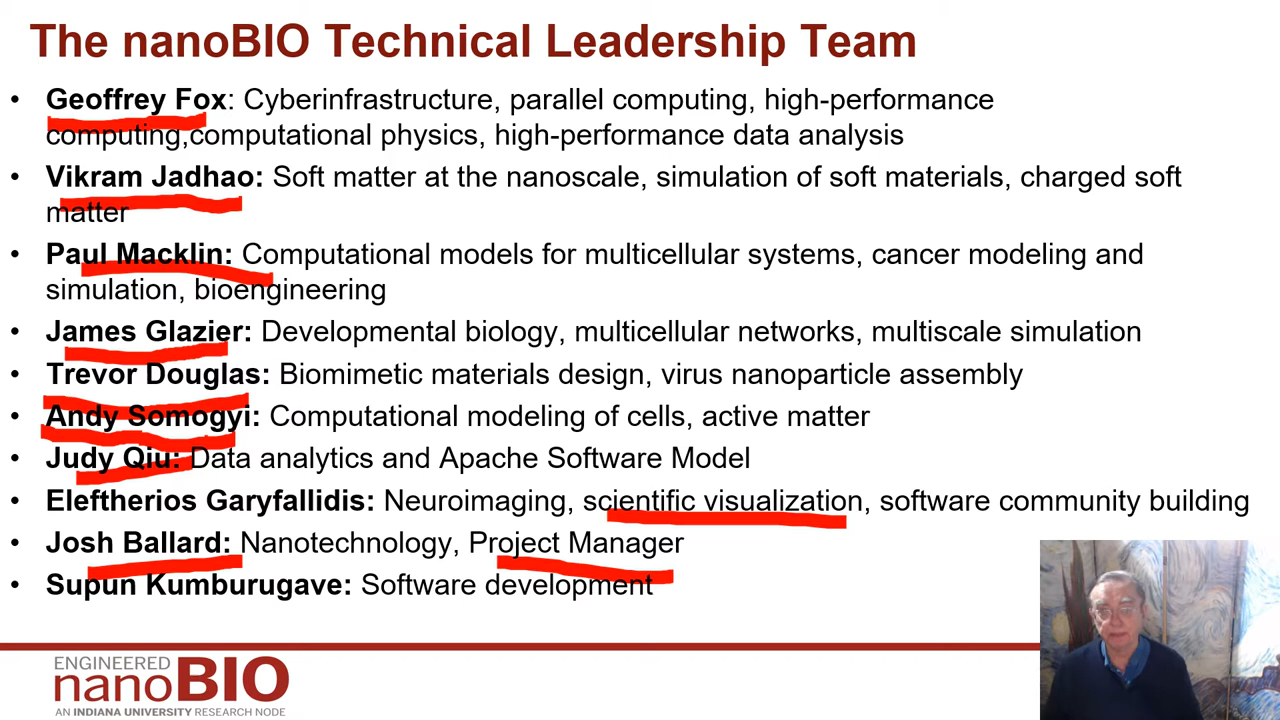 The nanoBIO Technical Leadership Team
• Geoffrey Fox: Cyberinfrastructure, parallel computing, high-performance
computing,computational physics, high-performance data analysis
• Vikram Jadhao: Soft matter at the nanoscale, simulation of soft materials, charged soft
matter
• Paul Macklin: Computational models for multicellular systems, cancer modeling and
simulation, bioengineering
• James Glazier: Developmental biology, multicellular networks, multiscale simulation
• Trevor Douglas: Biomimetic materials design, virus nanoparticle assembly
• Andy Somogyi: Computational modeling of cells, active matter
• Judy Qiu: Data analytics and Apache Software Model
• Eleftherios Garyfallidis: Neuroimaging, scientific visualization, software community building
• Josh Ballard: Nanotechnology, Project Manager
• Supun Kumburugave: Software development
ENGINEERED
nanoBIO
AN INDIANA UNIVERSITY RESEARCH NODE